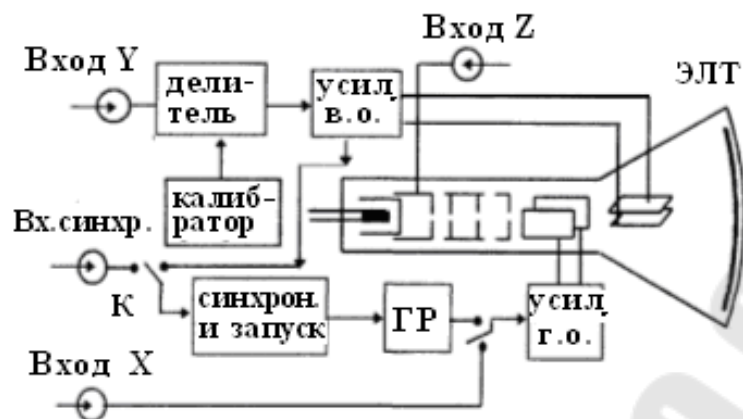 Вход Z
Вход Y
ЭЛТ
дели-
тель
усил,
в.о.
калиб-
ратор
Вх.синхр.
К
синхрон.
и запуск
ГР
усил,
г.о.
Вход X